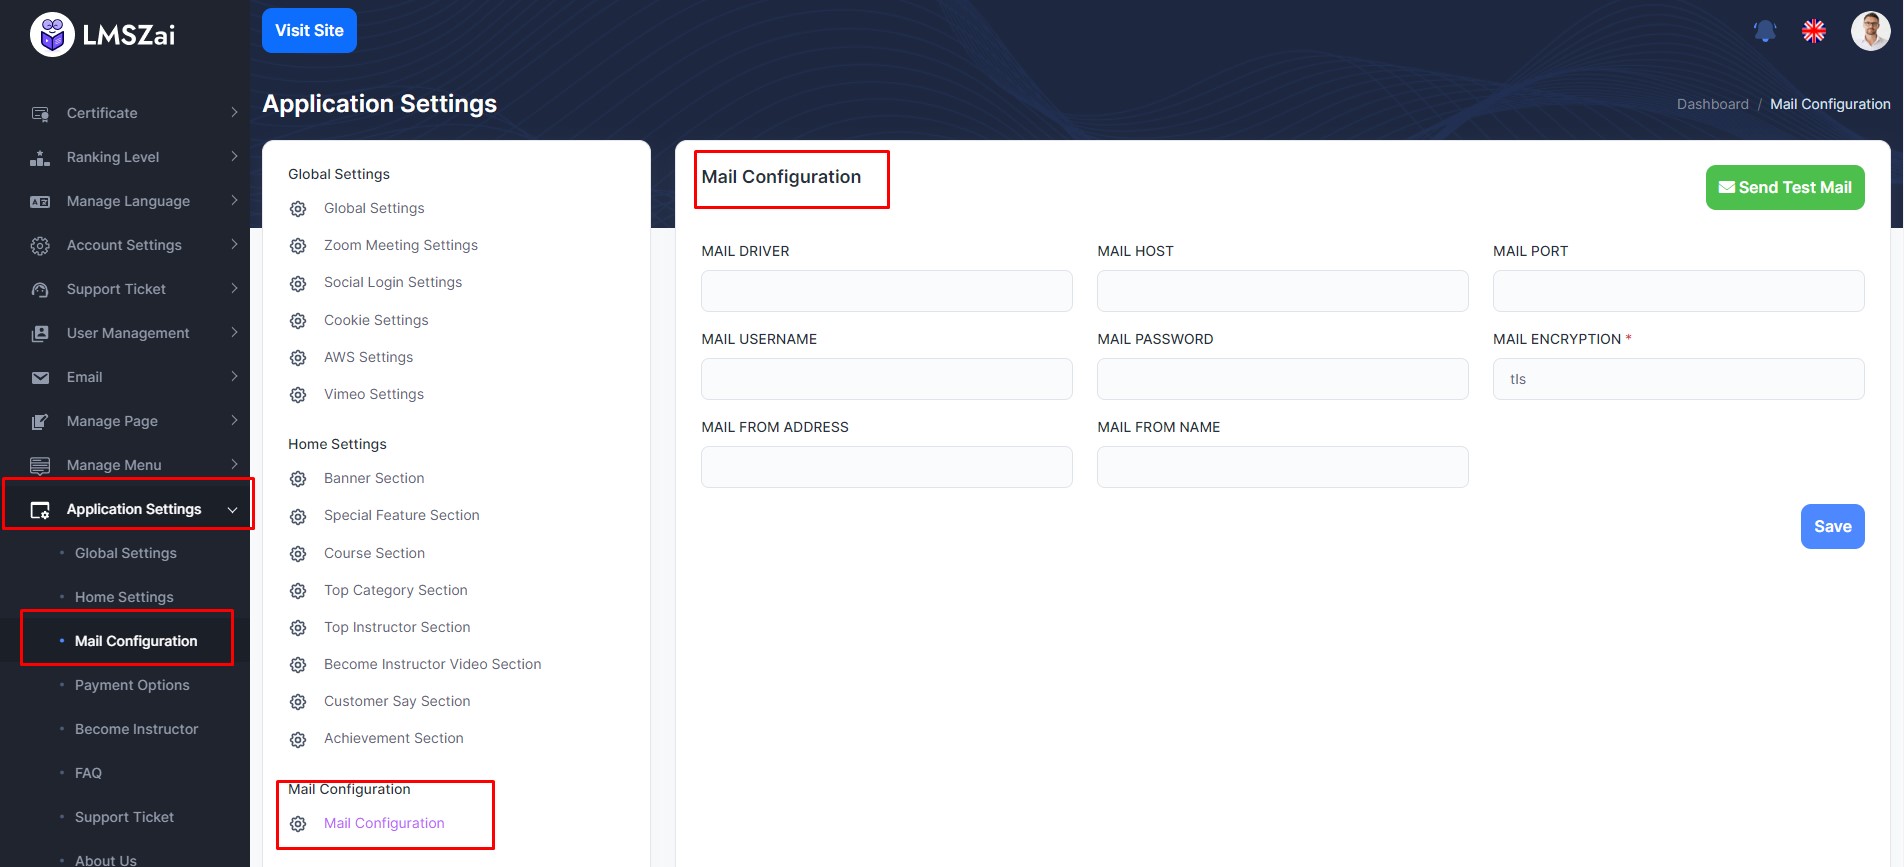 LMSZai
Visit Site
Certificate
Ranking Level
Manage Language
Account Settings
Support Ticket
User Management
Email
Manage Page
Manage Menu
Application Settings
Global Settings
Home Settings
Mail Configuration
Payment Options
Become Instructor
FAQ
Support Ticket
About Us
Application Settings
Dashboard / Mail Configuration
Global Settings
Global Settings
Zoom Meeting Settings
Social Login Settings
Cookie Settings
AWS Settings
Vimeo Settings
Home Settings
Banner Section
Special Feature Section
Course Section
Top Category Section
Top Instructor Section
Become Instructor Video Section
Customer Say Section
Achievement Section
Mail Configuration
Mail Configuration
Mail Configuration
Send Test Mail
MAIL DRIVER
MAIL HOST
MAIL PORT
MAIL USERNAME
MAIL PASSWORD
MAIL ENCRYPTION *
tls
MAIL FROM ADDRESS
MAIL FROM NAME
Save